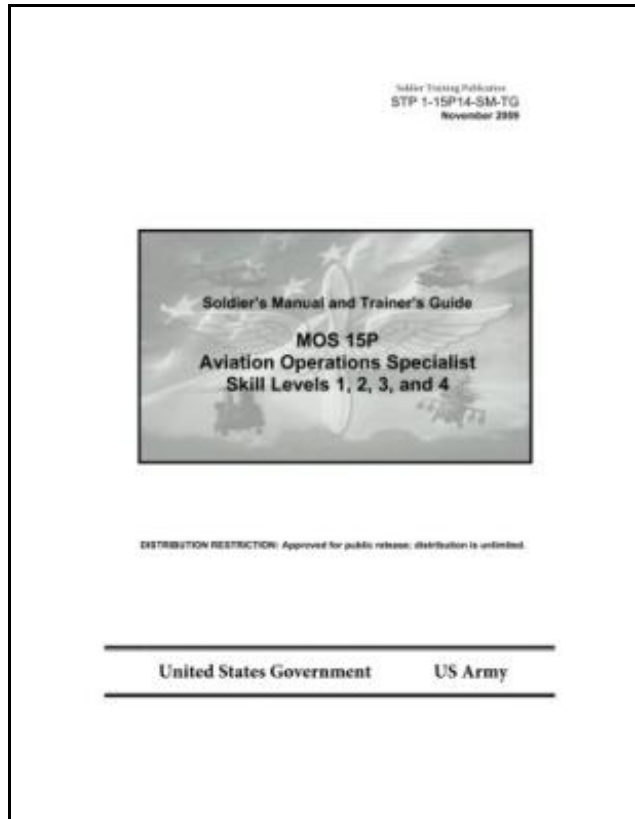 Soldier Training Publication
STP 1-15P14-SM-TG
November 2009
Soldier's Manual and Trainer's Guide
MOS 15P
Aviation Operations Specialist
Skill Levels 1, 2, 3, and 4
DISTRIBUTION RESTRICTION: Approved for public release; distribution is unlimited.
United States Government US Army